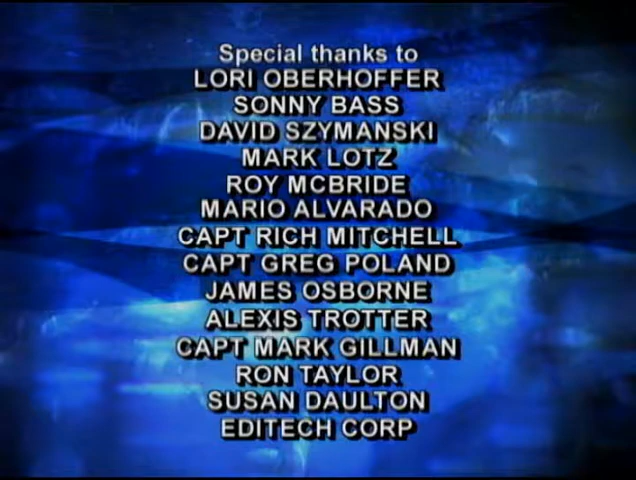 Special thanks to
LORI OBERHOFFER
SONNY BASS
DAVID SZYMANSKI
MARK LOTZ
ROY MCBRIDE
MARIO ALVARADO
CAPT RICH MITCHELL
CAPT GREG POLAND
JAMES OSBORNE
ALEXIS TROTTER
CAPT MARK GILLMAN
RON TAYLOR
SUSAN DAULTON
EDITECH CORP